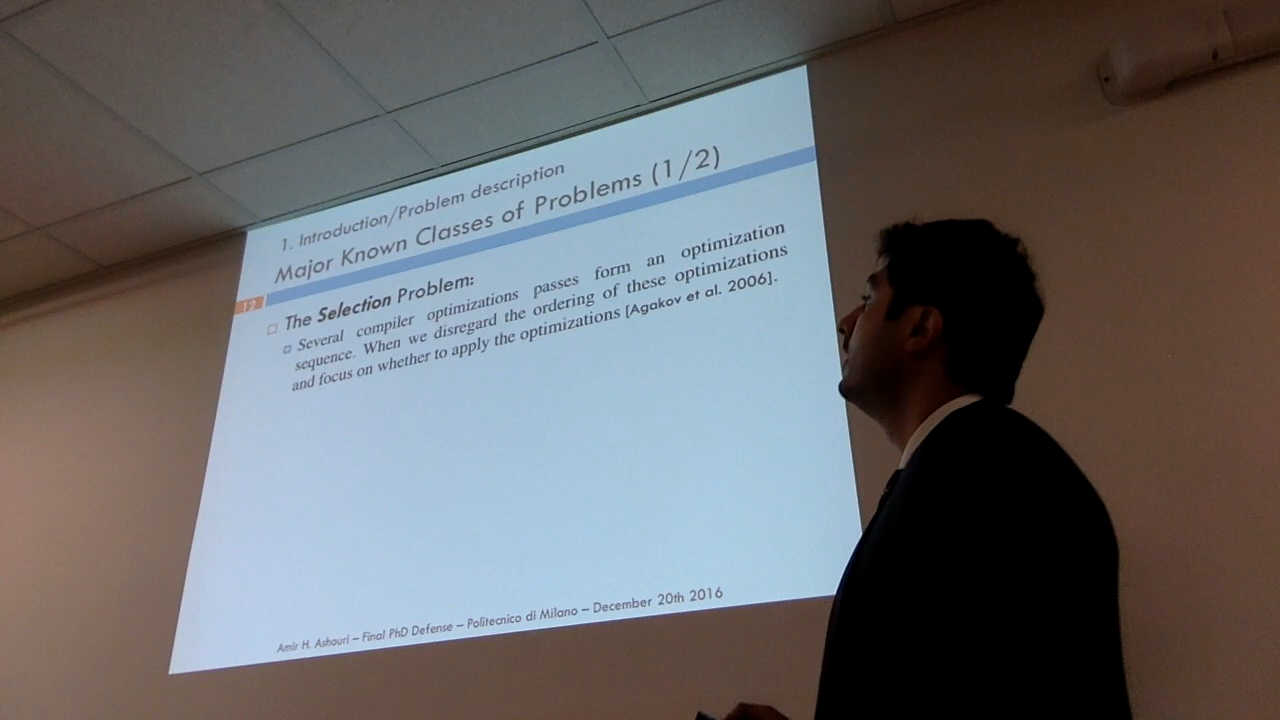 1. Introduction/Problem description
Major Known Classes of Problems (1/2)
12
The Selection Problem:
Several compiler optimizations passes form an optimization
sequence. When we disregard the ordering of these optimizations
and focus on whether to apply the optimizations [Agakov et al. 2006].
Amir H. Ashouri – Final PhD Defense – Politecnico di Milano – December 20th 2016